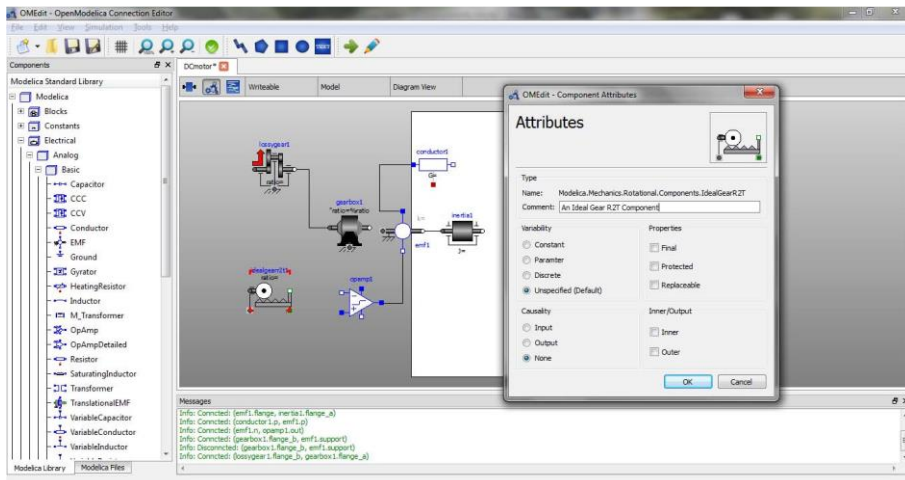 OMEdit - OpenModelica Connection Editor
File Edit View Simulation Tools Help
Components
DCmotor*
Modelica Standard Library
Writeable Model Diagram View
Modelica
Blocks
Constants
Electrical
Analog
Basic
Capacitor
CCC
CCV
Conductor
EMF
Ground
Gyrator
HeatingResistor
Inductor
M_Transformer
OpAmp
OpAmpDetailed
Resistor
SaturatingInductor
Transformer
TranslationalEMF
VariableCapacitor
VariableConductor
VariableInductor
Modelica Library Modelica Files
lossygear1
ratio=
gearbox1
ratio=%ratio
conductor1
G=
k=
emf1
inertia1
J=
idealgearr2t1
ratio=
opamp1
OMEdit - Component Attributes
Attributes
Type
Name: Modelica.Mechanics.Rotational.Components.IdealGearR2T
Comment: An Ideal Gear R2T Component
Variability
Constant
Paramter
Discrete
Unspecified (Default)
Properties
Final
Protected
Replaceable
Causality
Input
Output
None
Inner/Output
Inner
Outer
OK Cancel
Messages
Info: Conncted: (emf1.flange, inertia1.flange_a)
Info: Conncted: (conductor1.p, emf1.p)
Info: Conncted: (emf1.n, opamp1.out)
Info: Conncted: (gearbox1.flange_b, emf1.support)
Info: Disconncted: (gearbox1.flange_b, emf1.support)
Info: Conncted: (lossygear1.flange_b, gearbox1.flange_a)